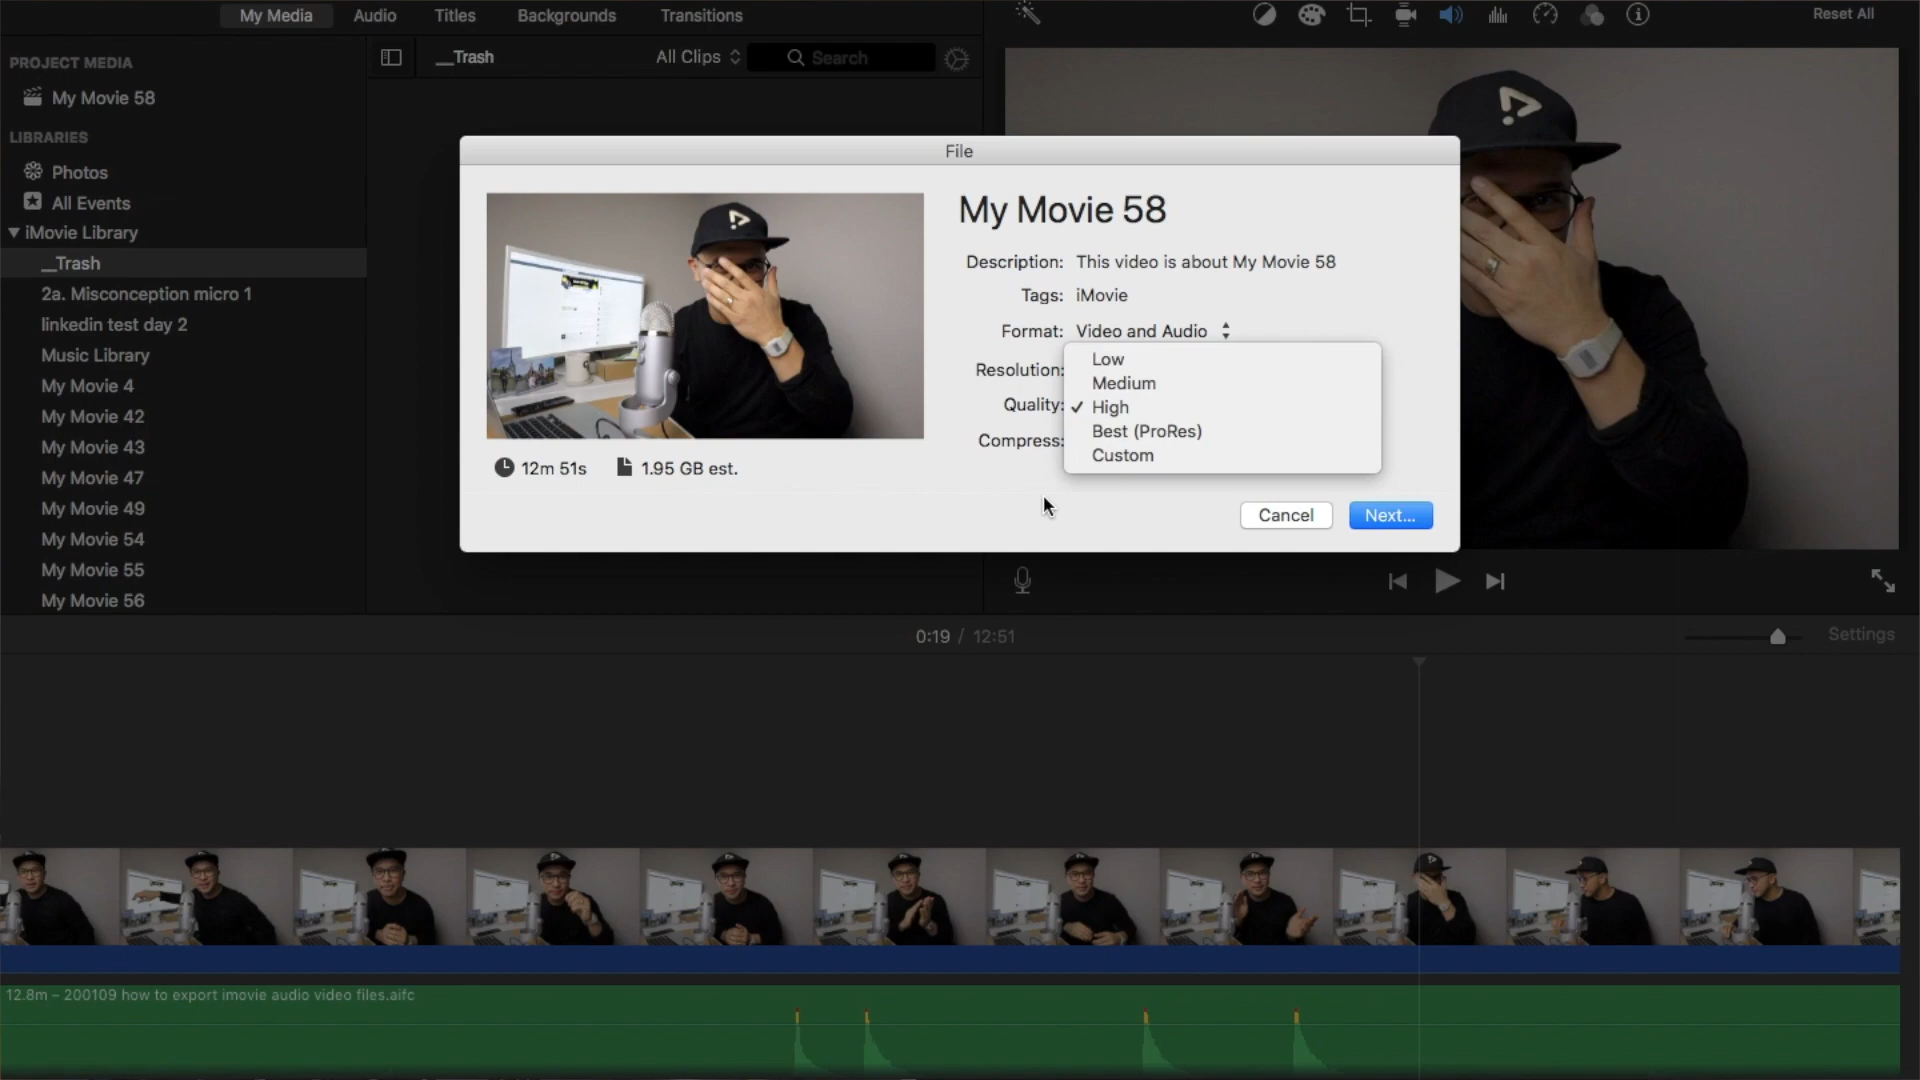 My Media Audio Titles Backgrounds Transitions
Reset All
PROJECT MEDIA
My Movie 58
LIBRARIES
Photos
All Events
iMovie Library
__Trash
2a. Misconception micro 1
linkedin test day 2
Music Library
My Movie 4
My Movie 42
My Movie 43
My Movie 47
My Movie 49
My Movie 54
My Movie 55
My Movie 56
__Trash All Clips Search
File
My Movie 58
Description: This video is about My Movie 58
Tags: iMovie
Format: Video and Audio
Resolution:
Quality:
Compress:
Low
Medium
✓ High
Best (ProRes)
Custom
12m 51s 1.95 GB est.
Cancel Next...
0:19 / 12:51
Settings
12.8m – 200109 how to export imovie audio video files.aifc